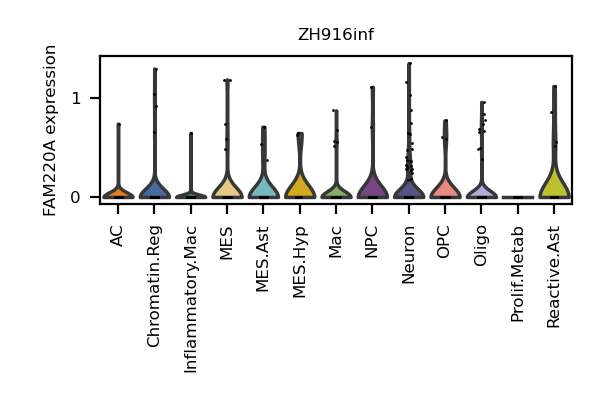 ZH916inf
FAM220A expression
1
0
AC
Chromatin.Reg
Inflammatory.Mac
MES
MES.Ast
MES.Hyp
Mac
NPC
Neuron
OPC
Oligo
Prolif.Metab
Reactive.Ast